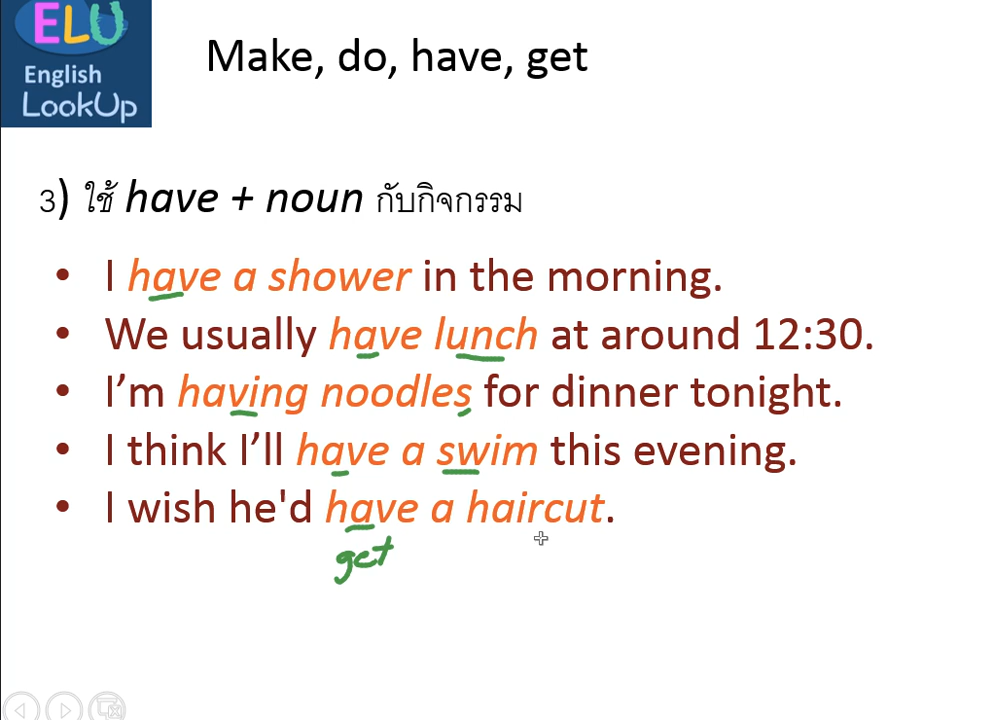 ELU
English
LookUp
Make, do, have, get
3) ใช้ have + noun กับกิจกรรม
• I have a shower in the morning.
• We usually have lunch at around 12:30.
• I’m having noodles for dinner tonight.
• I think I’ll have a swim this evening.
• I wish he'd have a haircut.
get